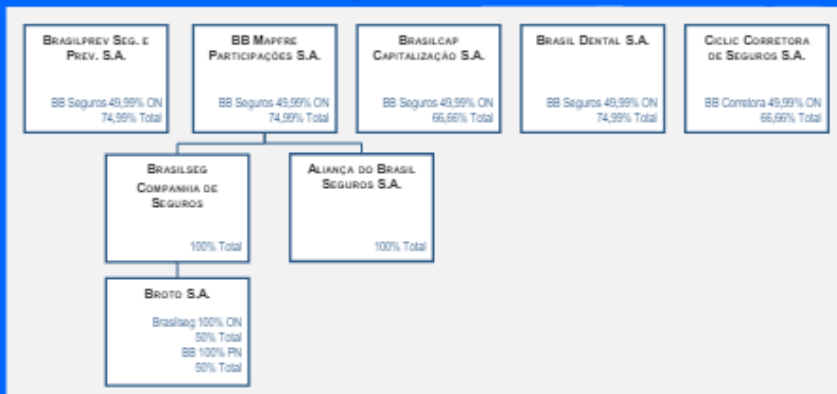 BRASILPREV SEG. E
PREV. S.A.
BB Seguros 49,99% ON
74,99% Total
BB MAPFRE
PARTICIPAÇÕES S.A.
BB Seguros 49,99% ON
74,99% Total
BRASILCAP
CAPITALIZAÇÃO S.A.
BB Seguros 49,99% ON
66,66% Total
BRASIL DENTAL S.A.
BB Seguros 49,99% ON
74,99% Total
CICLIC CORRETORA
DE SEGUROS S.A.
BB Corretora 49,99% ON
66,66% Total
BRASILSEG
COMPANHIA DE
SEGUROS
100% Total
ALIANÇA DO BRASIL
SEGUROS S.A.
100% Total
BROTO S.A.
Brasilseg 100% ON
50% Total
BB 100% PN
50% Total